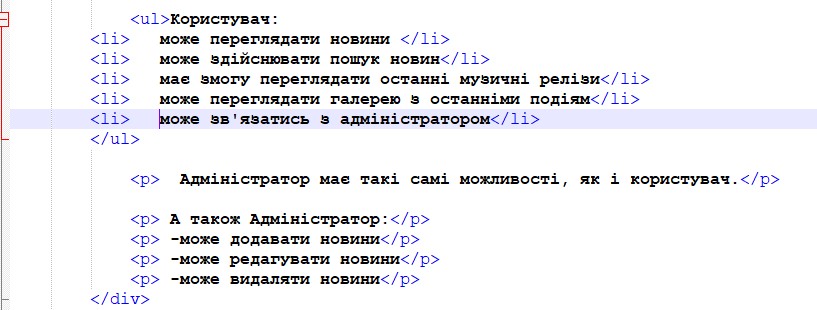 <ul>Користувач:
<li> може переглядати новини </li>
<li> може здійснювати пошук новин</li>
<li> має змогу переглядати останні музичні релізи</li>
<li> може переглядати галерею з останніми подіям</li>
<li> може зв'язатись з адміністратором</li>
</ul>
<p> Адміністратор має такі самі можливості, як і користувач.</p>
<p> А також Адміністратор:</p>
<p> -може додавати новини</p>
<p> -може редагувати новини</p>
<p> -може видаляти новини</p>
</div>